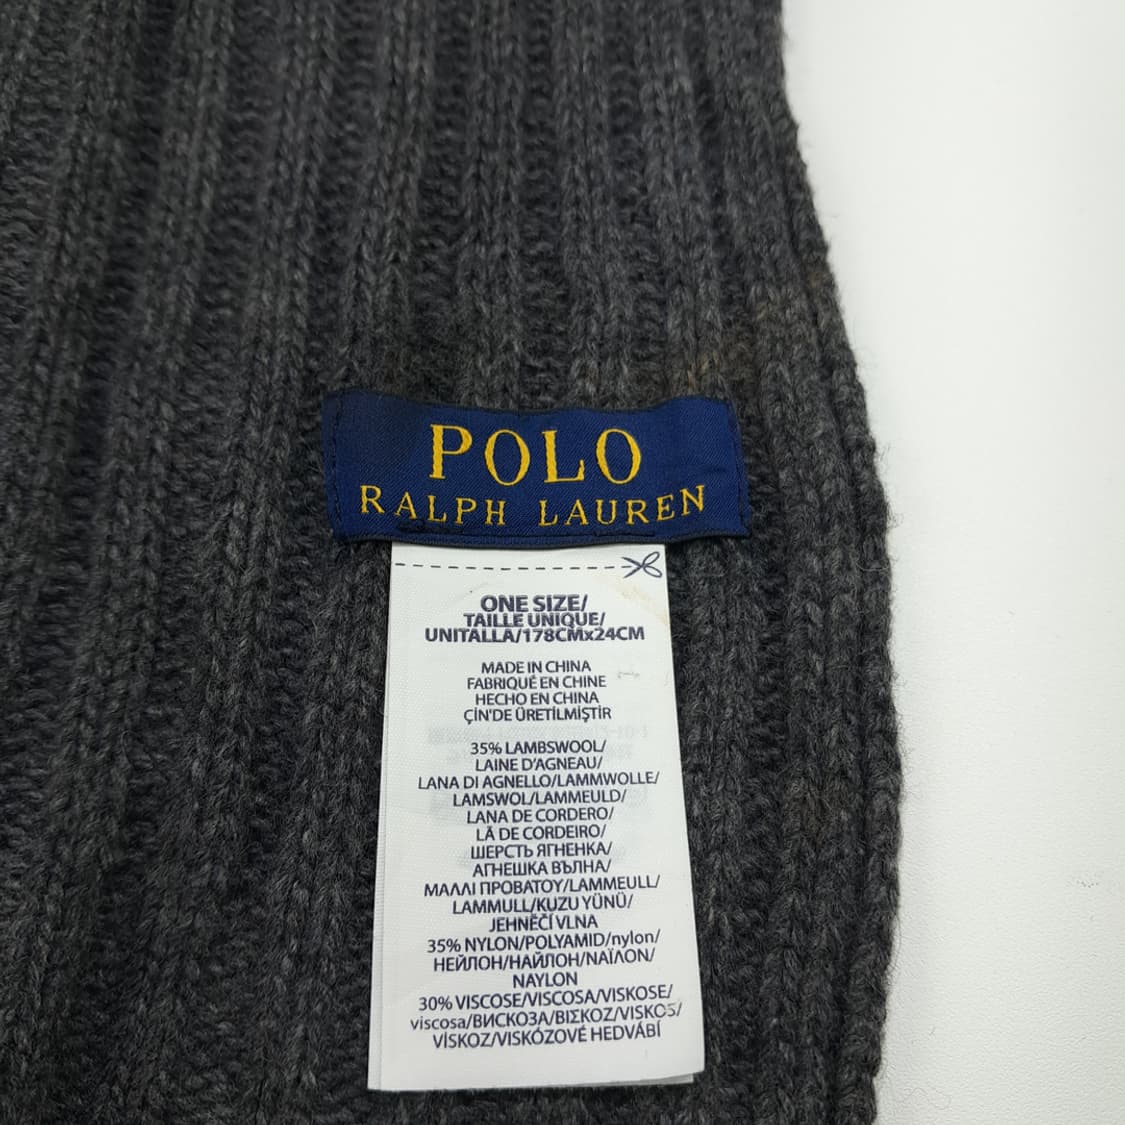 POLO
RALPH LAUREN
ONE SIZE/
TAILLE UNIQUE/
UNITALLA/178CMx24CM
MADE IN CHINA
FABRIQUÉ EN CHINE
HECHO EN CHINA
ÇİN'DE ÜRETİLMİŞTİR
35% LAMBSWOOL/
LAINE D'AGNEAU/
LANA DI AGNELLO/LAMMWOLLE/
LAMSWOL/LAMMEULD/
LANA DE CORDERO/
LÃ DE CORDEIRO/
ШЕРСТЬ ЯГНЕНКА/
АГНЕШКА ВЪЛНА/
ΜΑΛΛΙ ΠΡΟΒΑΤΟΥ/LAMMEULL/
LAMMULL/KUZU YÜNÜ/
JEHNĚČÍ VLNA
35% NYLON/POLYAMID/nylon/
НЕЙЛОН/НАЙЛОН/ΝΑΪΛΟΝ/
NAYLON
30% VISCOSE/VISCOSA/VISKOSE/
viscosa/ВИСКОЗА/ΒΙΣΚΟΖ/VISKOS/
VİSKOZ/VISKÓZOVÉ HEDVÁBÍ